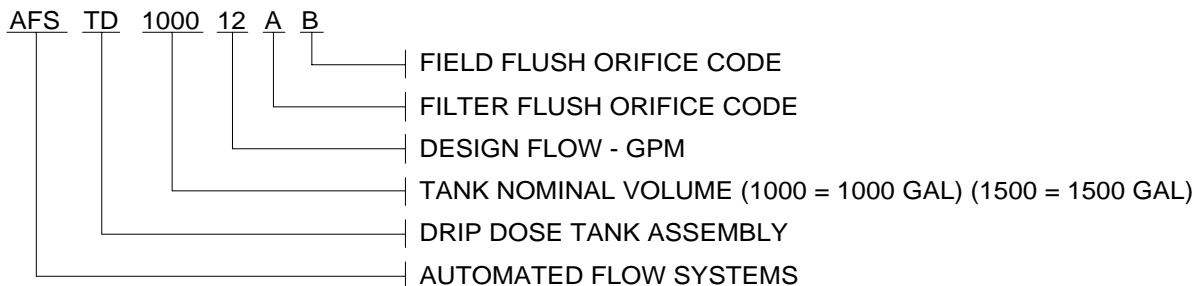 AFS TD 1000 12 A B
FIELD FLUSH ORIFICE CODE
FILTER FLUSH ORIFICE CODE
DESIGN FLOW - GPM
TANK NOMINAL VOLUME (1000 = 1000 GAL) (1500 = 1500 GAL)
DRIP DOSE TANK ASSEMBLY
AUTOMATED FLOW SYSTEMS